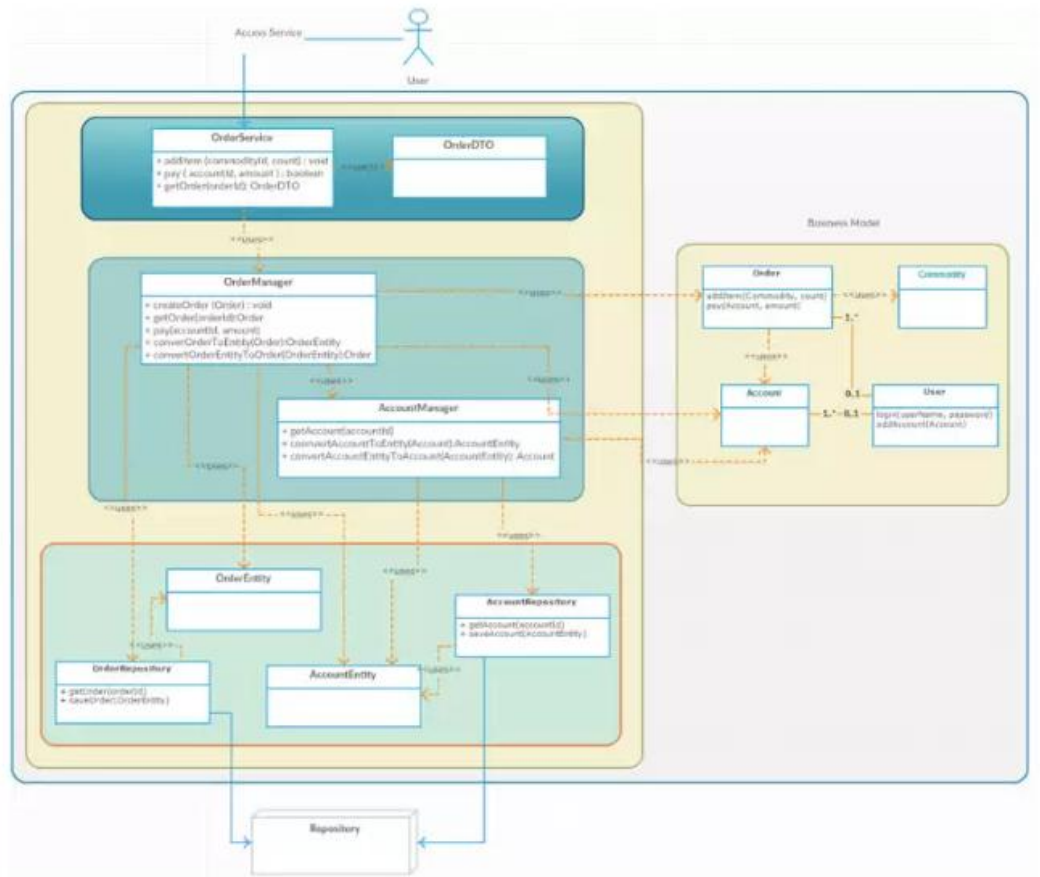 Access Service
User
OrderService
+ addItem (commodityId, count) : void
+ pay ( accountId, amount ) : boolean
+ getOrder(orderId): OrderDTO
<<uses>>
OrderDTO
<<uses>>
Business Model
OrderManager
+ createOrder (Order) : void
+ getOrder(orderId):Order
+ pay(accountId, amount)
+ converOrderToEntity(Order):OrderEntity
+ convertOrderEntityToOrder(OrderEntity):Order
<<uses>>
Order
addItem(Commodity, count)
pay(Account, amount)
<<uses>>
Commodity
1..*
<<uses>>
<<uses>>
<<uses>>
AccountManager
+ getAccount(accountId)
+ coonvertAccountToEntity(Account):AccountEntity
+ convertAccountEntityToAccount(AccountEntity): Account
Account
0..1
1..*
0..1
User
login(userName, password)
addAccount(Account)
<<uses>>
<<uses>>
<<uses>>
<<uses>>
<<uses>>
<<uses>>
OrderEntity
AccountRepository
+ getAccount(accountId)
+ saveAccount(AccountEntity)
<<uses>>
<<uses>>
OrderRepository
+ getOrder(orderId)
+ saveOrder(OrderEntity)
AccountEntity
Repository